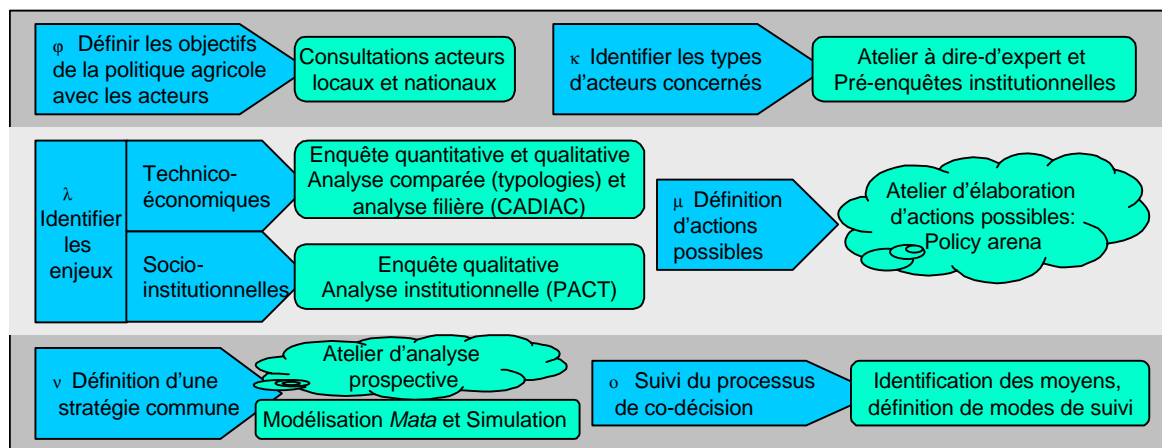 φ Définir les objectifs
de la politique agricole
avec les acteurs
Consultations acteurs
locaux et nationaux
κ Identifier les types
d'acteurs concernés
Atelier à dire-d'expert et
Pré-enquêtes institutionnelles
λ
Identifier
les
enjeux
Technico-
économiques
Enquête quantitative et qualitative
Analyse comparée (typologies) et
analyse filière (CADIAC)
Socio-
institutionnelles
Enquête qualitative
Analyse institutionnelle (PACT)
μ Définition
d'actions
possibles
Atelier d'élaboration
d'actions possibles:
Policy arena
ν Définition d'une
stratégie commune
Atelier d'analyse
prospective
Modélisation Mata et Simulation
ο Suivi du processus
de co-décision
Identification des moyens,
définition de modes de suivi